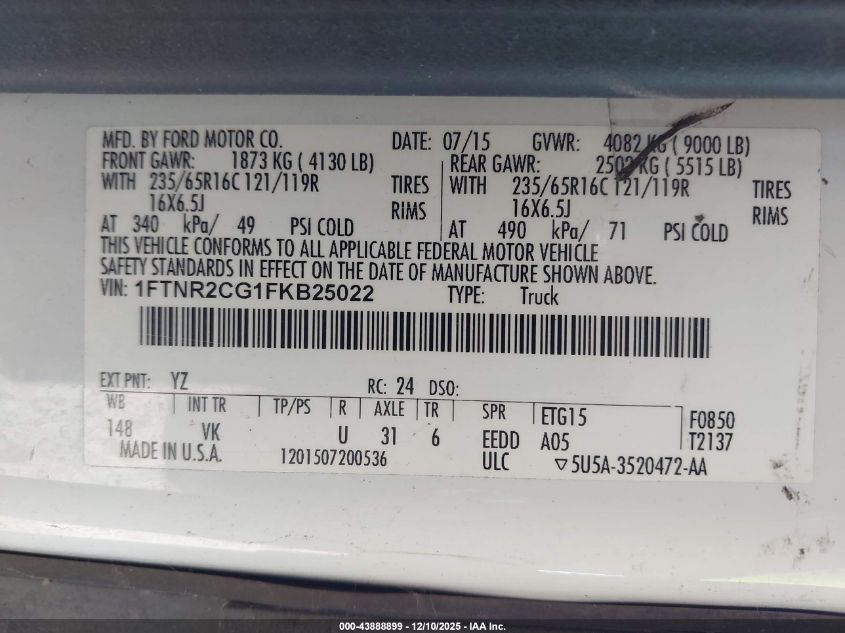 MFD. BY FORD MOTOR CO. DATE: 07/15 GVWR: 4082 KG ( 9000 LB)
FRONT GAWR: 1873 KG ( 4130 LB) REAR GAWR: KG ( 5515 LB)
WITH 235/65R16C 121/119R TIRES WITH 235/65R16C 121/119R TIRES
16X6.5J RIMS 16X6.5J RIMS
AT 340 kPa/ 49 PSI COLD AT 490 kPa/ 71 PSI COLD
THIS VEHICLE CONFORMS TO ALL APPLICABLE FEDERAL MOTOR VEHICLE
SAFETY STANDARDS IN EFFECT ON THE DATE OF MANUFACTURE SHOWN ABOVE.
VIN: 1FTNR2CG1FKB25022 TYPE: Truck
EXT PNT: YZ RC: 24 DSO:
WB INT TR TP/PS R AXLE TR SPR ETG15 F0850
148 VK U 31 6 EEDD A05 T2137
MADE IN U.S.A. 1201507200536 ULC ▽5U5A-3520472-AA
000-43888899 - 12/10/2025 - IAA Inc.